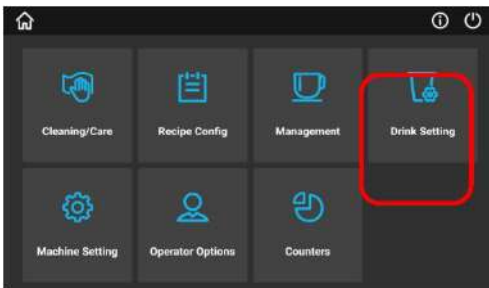 Cleaning/Care
Recipe Config
Management
Drink Setting
Machine Setting
Operator Options
Counters